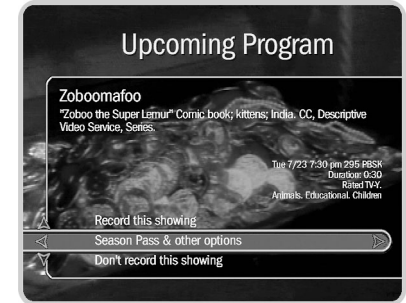 Upcoming Program
Zoboomafoo
"Zoboo the Super Lemur" Comic book; kittens; India. CC, Descriptive
Video Service, Series.
Tue 7/23 7:30 pm 295 PBSK
Duration: 0:30
Rated TV-Y.
Animals. Educational. Children
Record this showing
Season Pass & other options
Don't record this showing